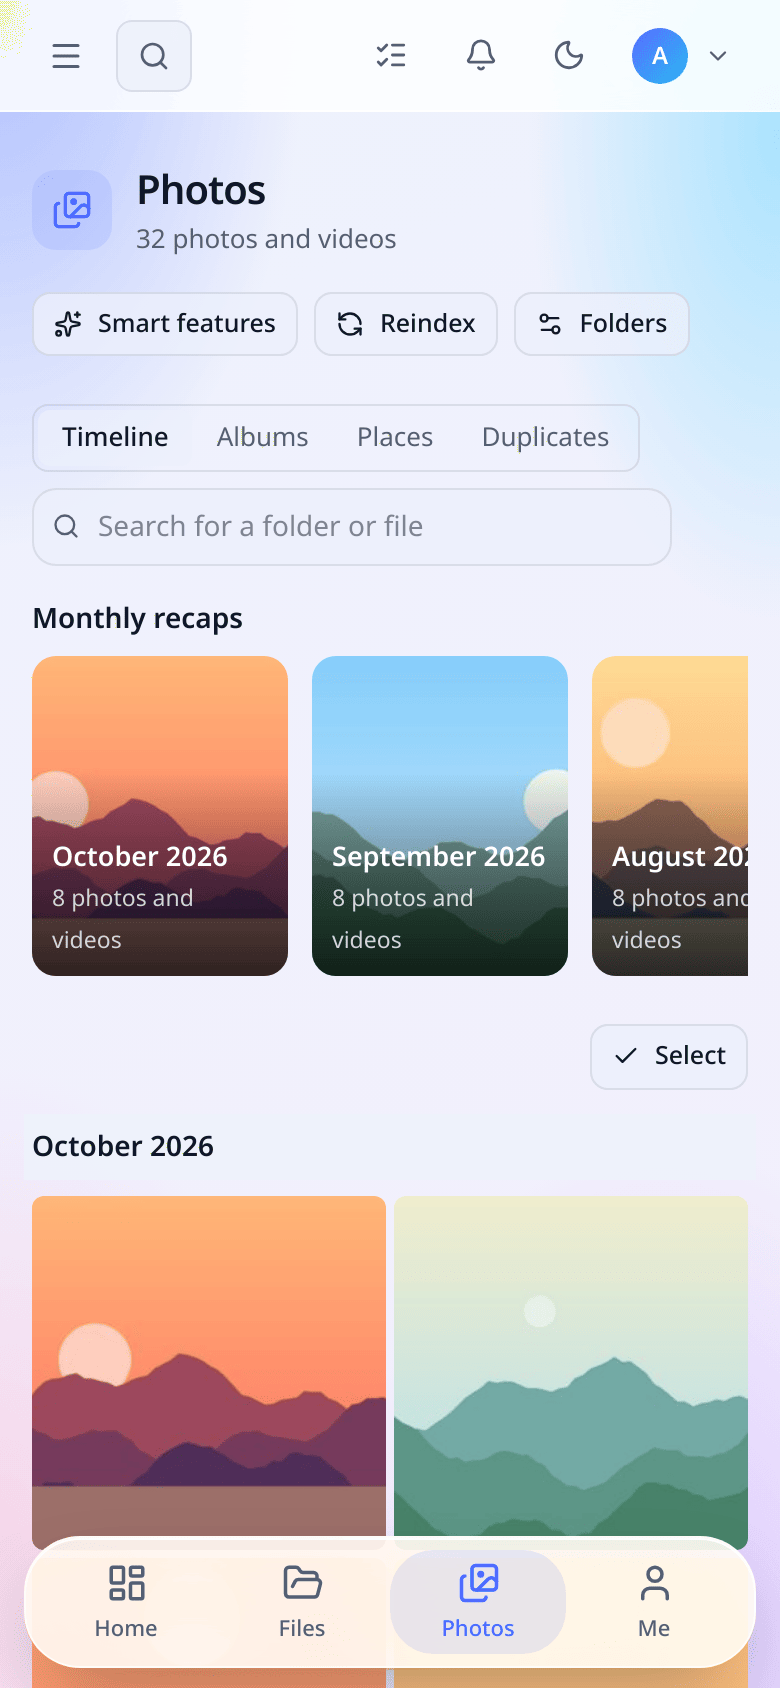 A
Photos
32 photos and videos
Smart features
Reindex
Folders
Timeline
Albums
Places
Duplicates
Search for a folder or file
Monthly recaps
October 2026
8 photos and
videos
September 2026
8 photos and
videos
August 202
8 photos and
videos
Select
October 2026
Home
Files
Photos
Me